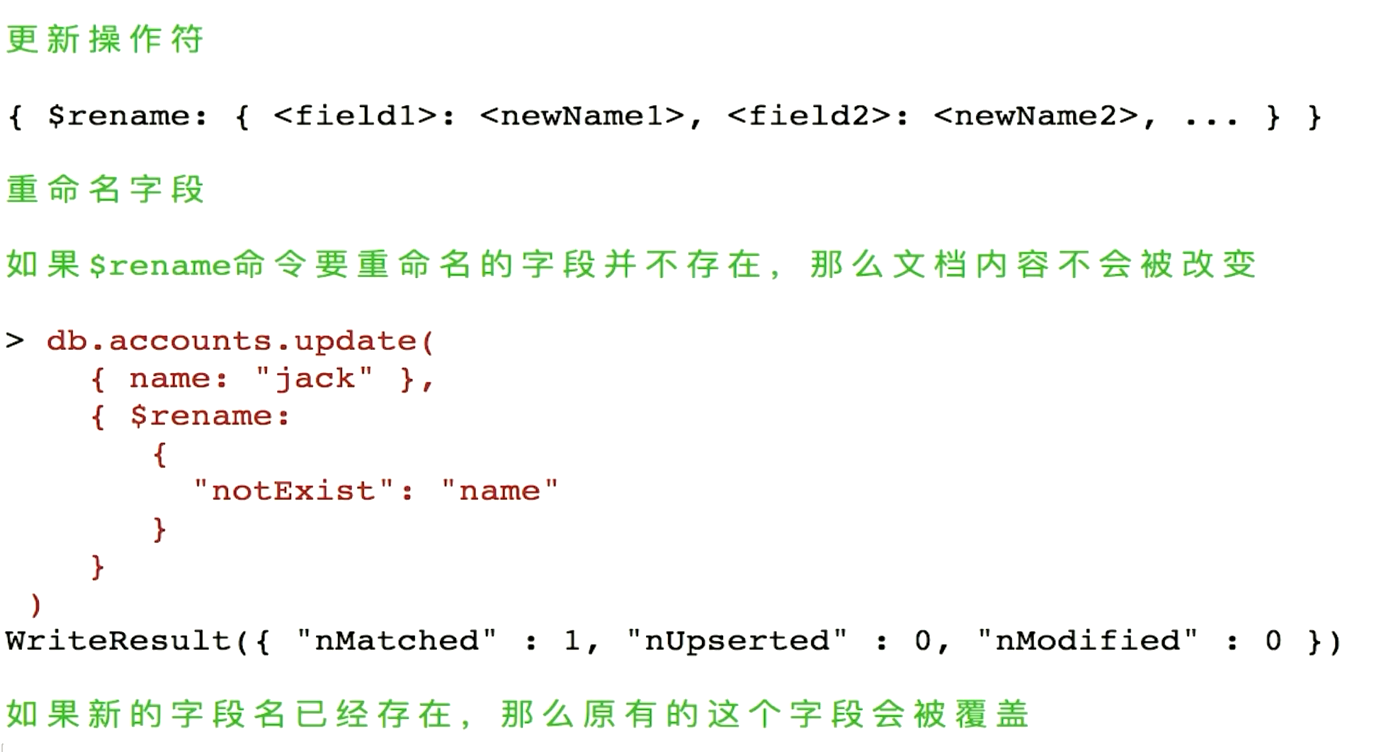 更新操作符
{ $rename: { <field1>: <newName1>, <field2>: <newName2>, ... } }
重命名字段
如果$rename命令要重命名的字段并不存在，那么文档内容不会被改变
> db.accounts.update(
{ name: "jack" },
{ $rename:
{
"notExist": "name"
}
}
)
WriteResult({ "nMatched" : 1, "nUpserted" : 0, "nModified" : 0 })
如果新的字段名已经存在，那么原有的这个字段会被覆盖